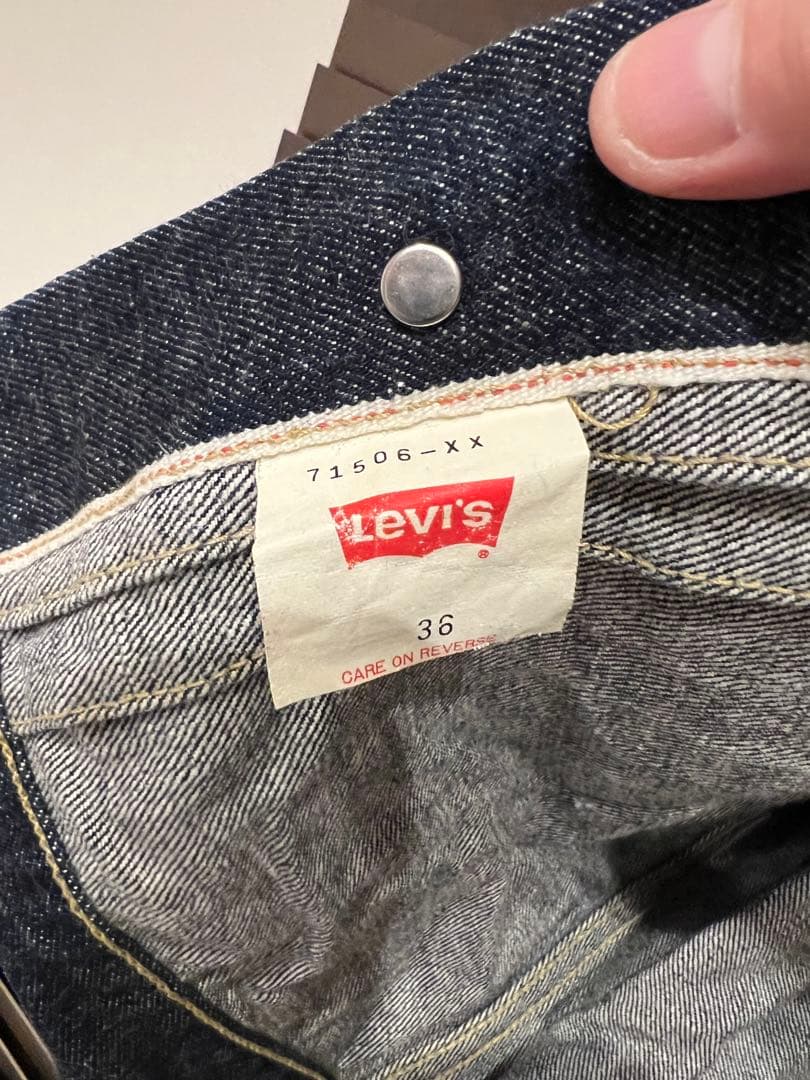 71506-XX
Levi's
®
36
CARE ON REVERSE